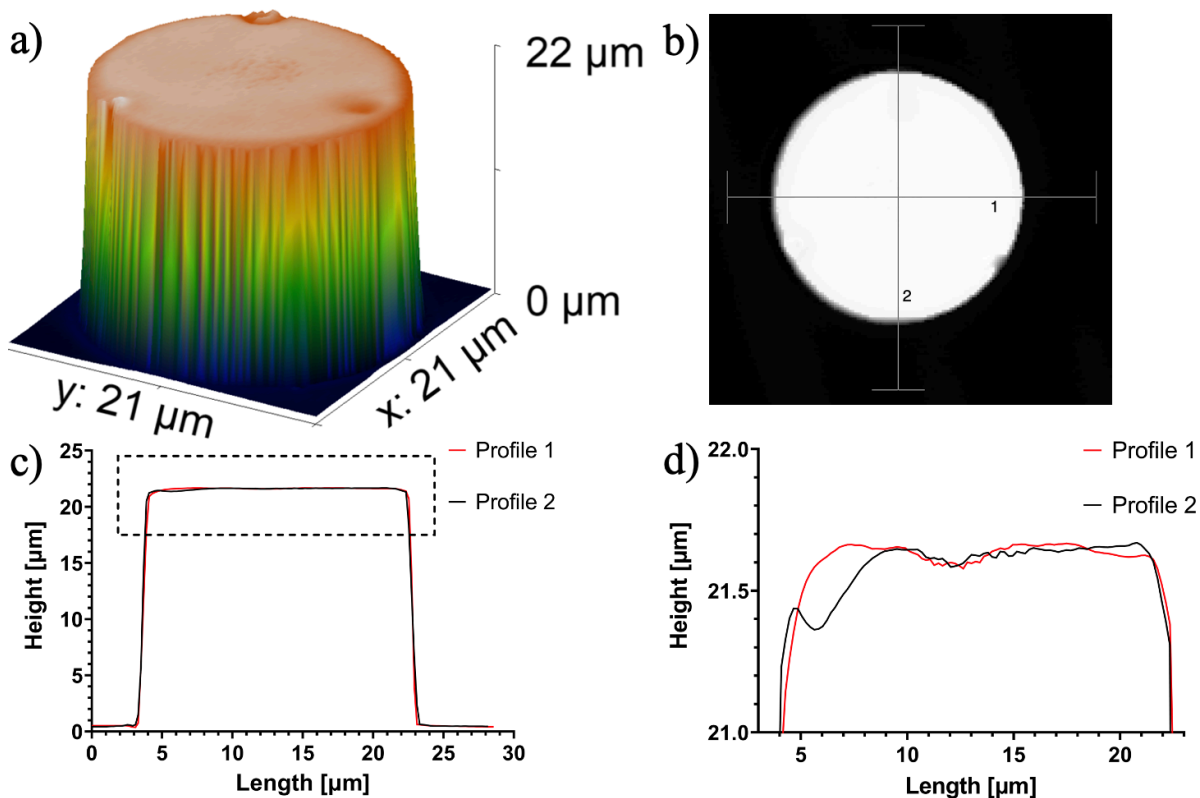 a)
22 µm
0 µm
y: 21 µm
x: 21 µm
b)
1
2
c)
Profile 1
Profile 2
Height [µm]
25
20
15
10
5
0
0 5 10 15 20 25 30
Length [µm]
d)
Profile 1
Profile 2
Height [µm]
22.0
21.5
21.0
5 10 15 20
Length [µm]